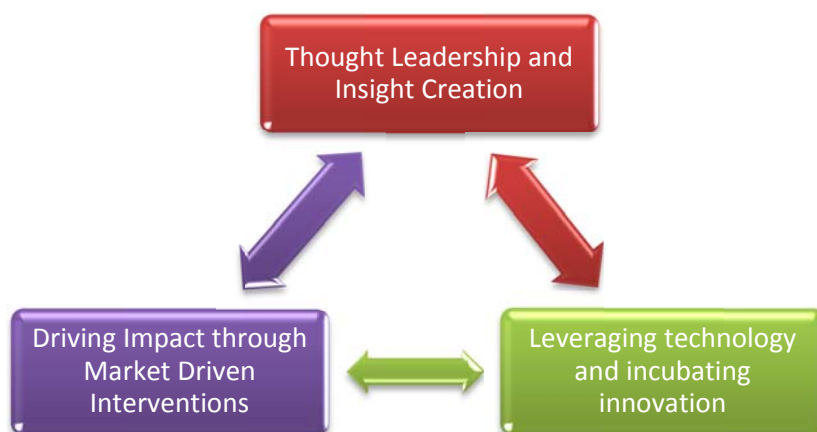 Thought Leadership and
Insight Creation
Driving Impact through
Market Driven
Interventions
Leveraging technology
and incubating
innovation